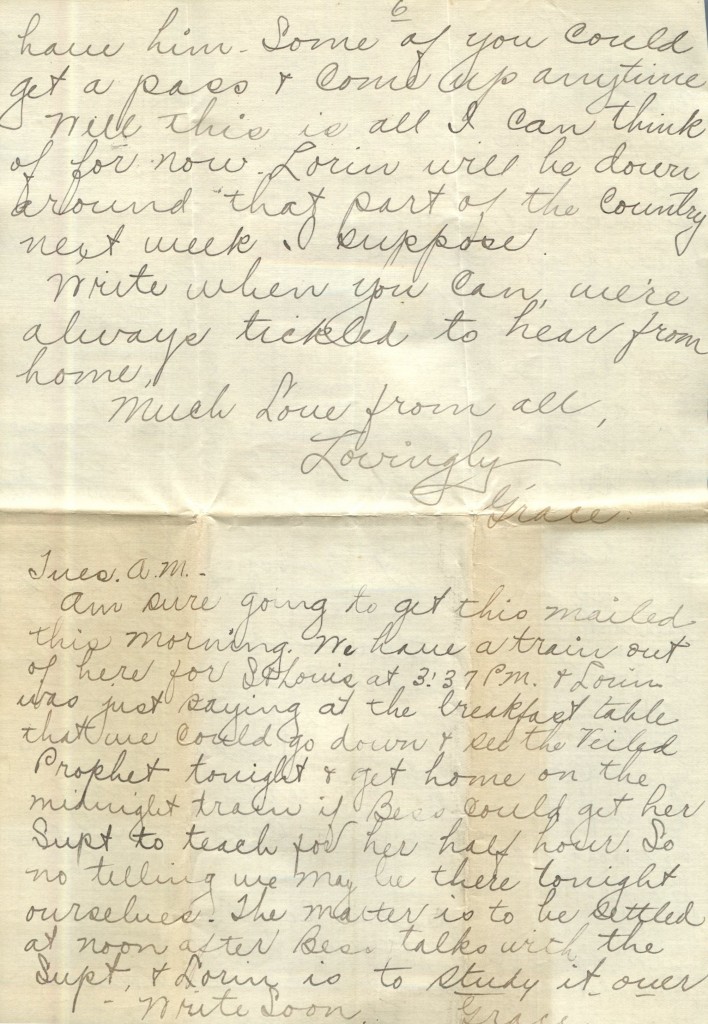 6
have him - Some of you could
get a pass & come up anytime
Well this is all I can think
of for now. Lorin will be down
around that part of the country
next week I suppose.
Write when you can, we're
always tickled to hear from
home,
Much Love from all,
Lovingly
Grace.
Tues. A.M. -
Am sure going to get this mailed
this morning. We have a train out
of here for St Louis at 3:37 P.M. & Lorin
was just saying at the breakfast table
that we could go down & see the Veiled
Prophet tonight & get home on the
midnight train if Bess could get her
Supt to teach for her half hour. So
no telling we may be there tonight
ourselves. The matter is to be settled
at noon after Bess talks with the
Supt, & Lorin is to study it over
- Write Soon, Grace